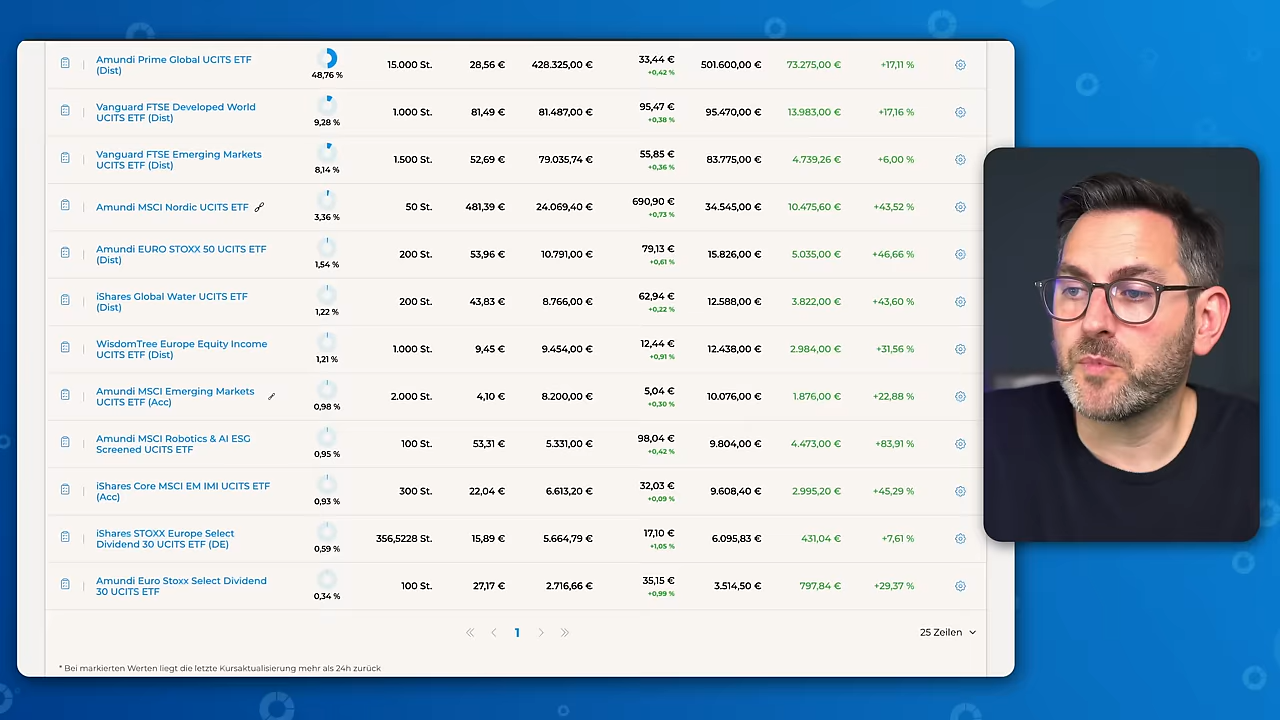 Amundi Prime Global UCITS ETF (Dist) 48,76 % 15.000 St. 28,56 € 428.325,00 € 33,44 € +0,42 % 501.600,00 € 73.275,00 € +17,11 %
Vanguard FTSE Developed World UCITS ETF (Dist) 9,28 % 1.000 St. 81,49 € 81.487,00 € 95,47 € +0,38 % 95.470,00 € 13.983,00 € +17,16 %
Vanguard FTSE Emerging Markets UCITS ETF (Dist) 8,14 % 1.500 St. 52,69 € 79.035,74 € 55,85 € +0,36 % 83.775,00 € 4.739,26 € +6,00 %
Amundi MSCI Nordic UCITS ETF 3,36 % 50 St. 481,39 € 24.069,40 € 690,90 € +0,73 % 34.545,00 € 10.475,60 € +43,52 %
Amundi EURO STOXX 50 UCITS ETF (Dist) 1,54 % 200 St. 53,96 € 10.791,00 € 79,13 € +0,61 % 15.826,00 € 5.035,00 € +46,66 %
iShares Global Water UCITS ETF (Dist) 1,22 % 200 St. 43,83 € 8.766,00 € 62,94 € +0,22 % 12.588,00 € 3.822,00 € +43,60 %
WisdomTree Europe Equity Income UCITS ETF (Dist) 1,21 % 1.000 St. 9,45 € 9.454,00 € 12,44 € +0,91 % 12.438,00 € 2.984,00 € +31,56 %
Amundi MSCI Emerging Markets UCITS ETF (Acc) 0,98 % 2.000 St. 4,10 € 8.200,00 € 5,04 € +0,30 % 10.076,00 € 1.876,00 € +22,88 %
Amundi MSCI Robotics & AI ESG Screened UCITS ETF 0,95 % 100 St. 53,31 € 5.331,00 € 98,04 € +0,42 % 9.804,00 € 4.473,00 € +83,91 %
iShares Core MSCI EM IMI UCITS ETF (Acc) 0,93 % 300 St. 22,04 € 6.613,20 € 32,03 € +0,09 % 9.608,40 € 2.995,20 € +45,29 %
iShares STOXX Europe Select Dividend 30 UCITS ETF (DE) 0,59 % 356,5228 St. 15,89 € 5.664,79 € 17,10 € +1,05 % 6.095,83 € 431,04 € +7,61 %
Amundi Euro Stoxx Select Dividend 30 UCITS ETF 0,34 % 100 St. 27,17 € 2.716,66 € 35,15 € +0,99 % 3.514,50 € 797,84 € +29,37 %
1 25 Zeilen
* Bei markierten Werten liegt die letzte Kursaktualisierung mehr als 24h zurück